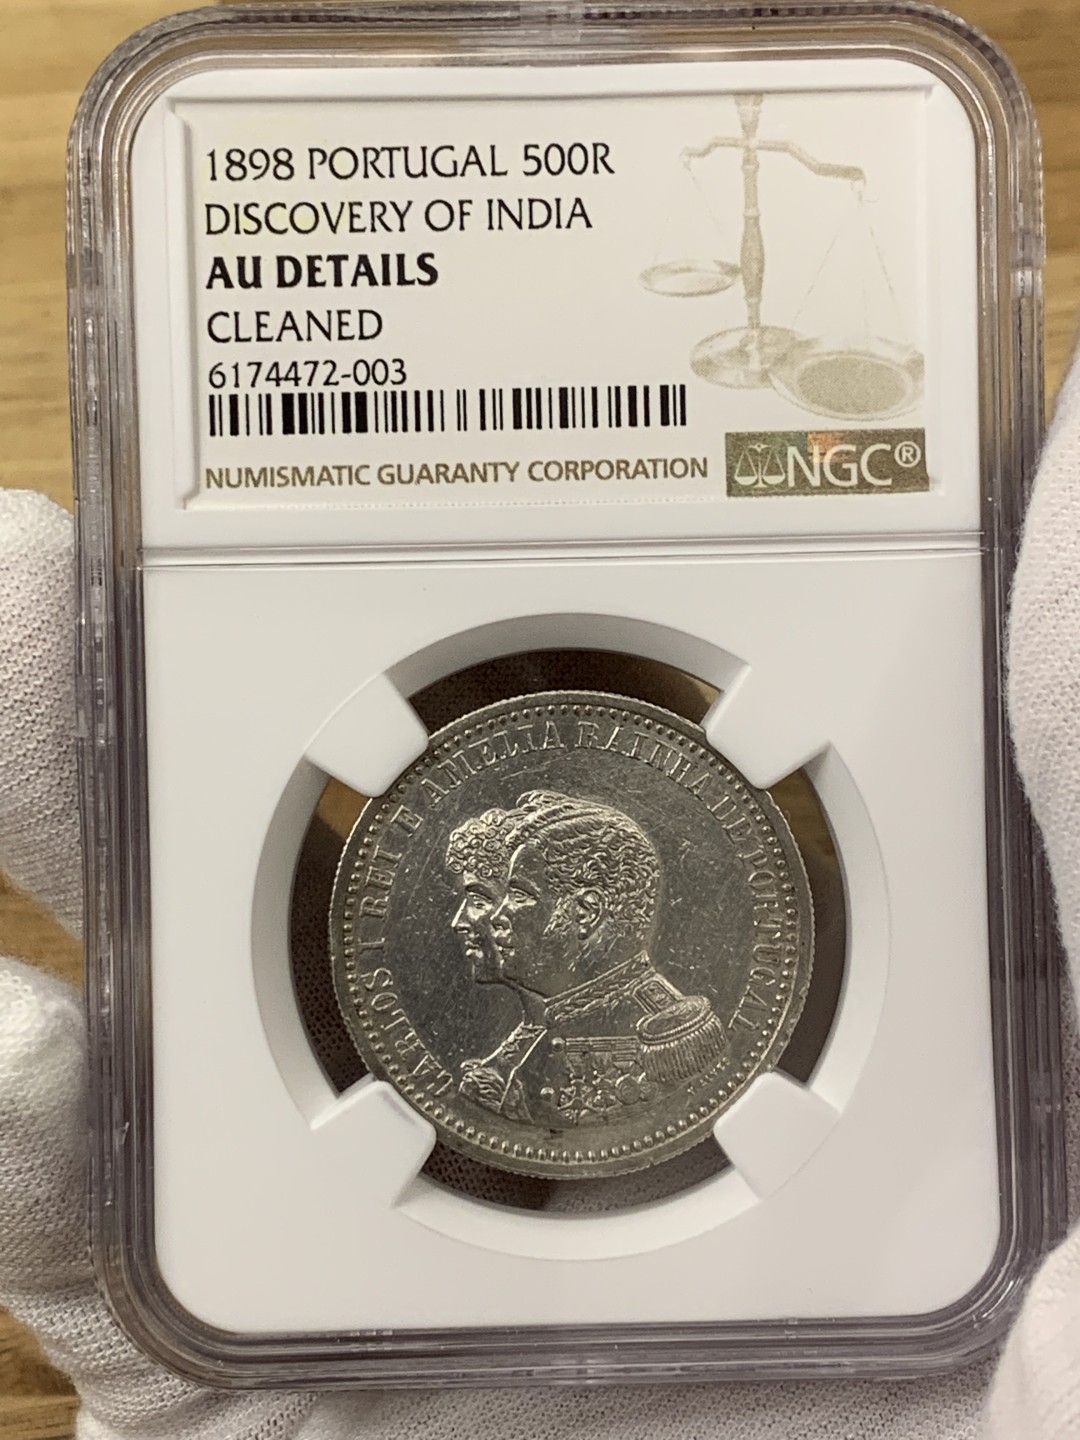 1898 PORTUGAL 500R
DISCOVERY OF INDIA
AU DETAILS
CLEANED
6174472-003
NUMISMATIC GUARANTY CORPORATION
NGC®
CARLOS I REI E AMELIA RAINHA DE PORTUGAL